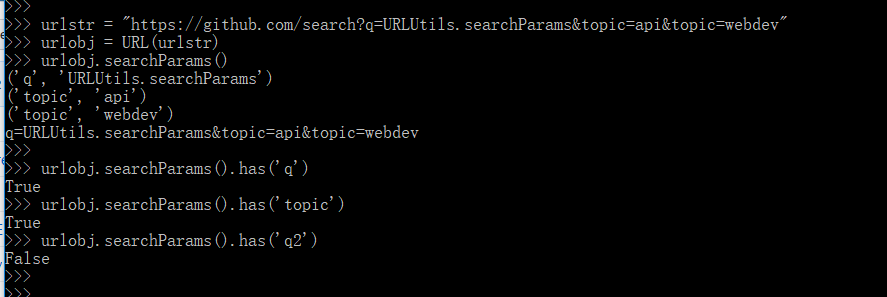 >>>
>>> urlstr = "https://github.com/search?q=URLUtils.searchParams&topic=api&topic=webdev"
>>> urlobj = URL(urlstr)
>>> urlobj.searchParams()
('q', 'URLUtils.searchParams')
('topic', 'api')
('topic', 'webdev')
q=URLUtils.searchParams&topic=api&topic=webdev
>>>
>>> urlobj.searchParams().has('q')
True
>>> urlobj.searchParams().has('topic')
True
>>> urlobj.searchParams().has('q2')
False
>>>
>>>